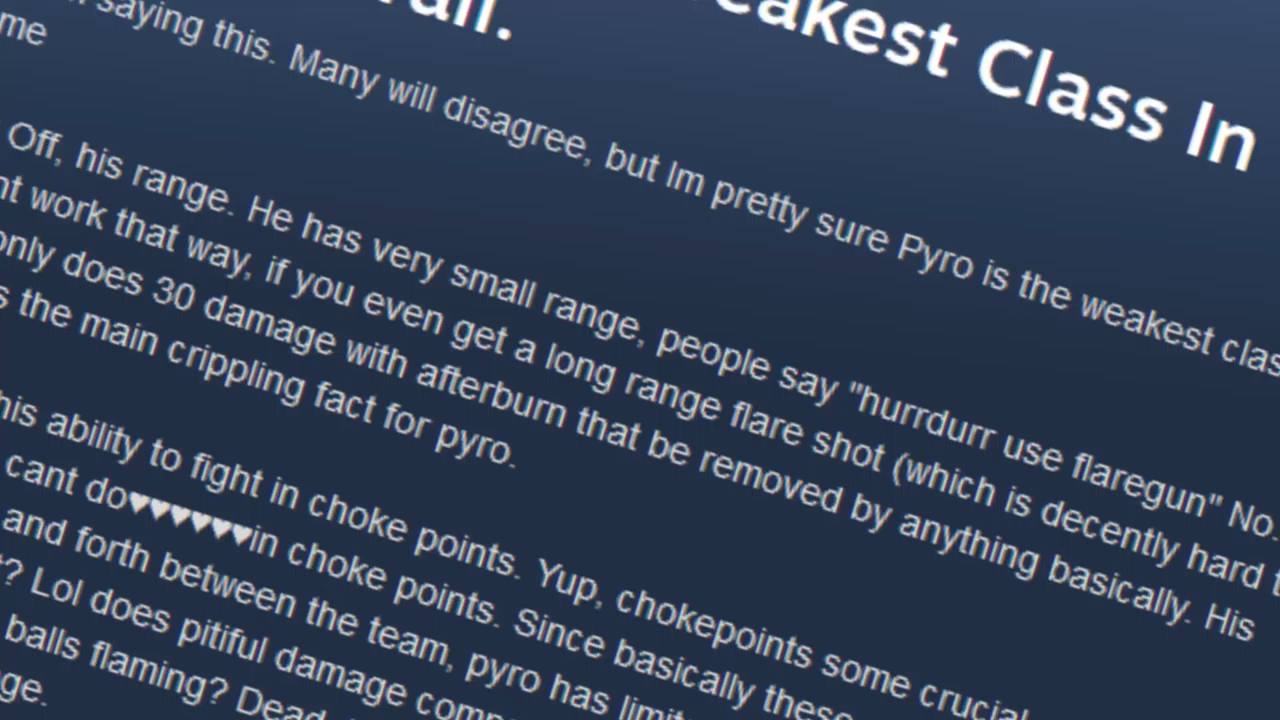 eakest Class In
rall.
saying this. Many will disagree, but Im pretty sure Pyro is the weakest clas
me
Off, his range. He has very small range, people say "hurrdurr use flaregun" No.
nt work that way, if you even get a long range flare shot (which is decently hard t
only does 30 damage with afterburn that be removed by anything basically. His
s the main crippling fact for pyro.
his ability to fight in choke points. Yup, chokepoints some crucial
cant do♥♥♥♥♥♥in choke points. Since basically these
and forth between the team, pyro has limit
? Lol does pitiful damage comp
balls flaming? Dead
ge.